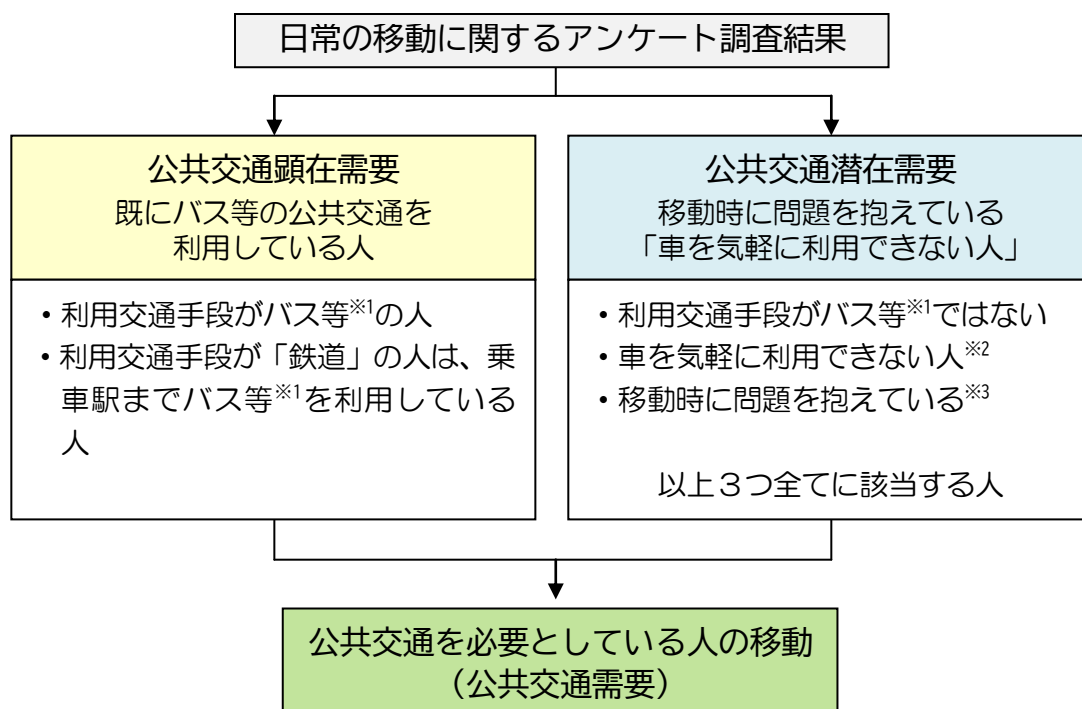 日常の移動に関するアンケート調査結果
公共交通顕在需要
既にバス等の公共交通を
利用している人
・利用交通手段がバス等※1の人
・利用交通手段が「鉄道」の人は、乗
車駅までバス等※1を利用している
人
公共交通潜在需要
移動時に問題を抱えている
「車を気軽に利用できない人」
・利用交通手段がバス等※1ではない
・車を気軽に利用できない人※2
・移動時に問題を抱えている※3
以上３つ全てに該当する人
公共交通を必要としている人の移動
（公共交通需要）